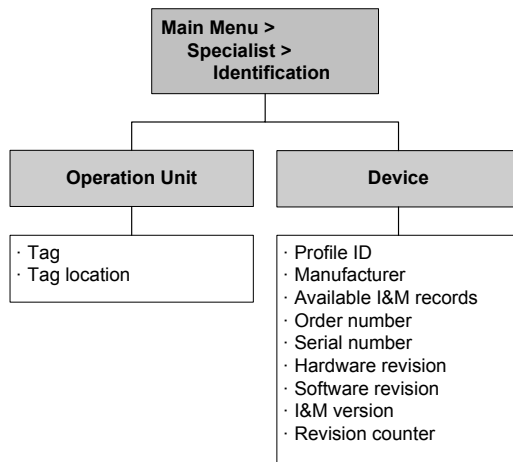 Main Menu >
Specialist >
Identification
Operation Unit
Device
· Tag
· Tag location
· Profile ID
· Manufacturer
· Available I&M records
· Order number
· Serial number
· Hardware revision
· Software revision
· I&M version
· Revision counter